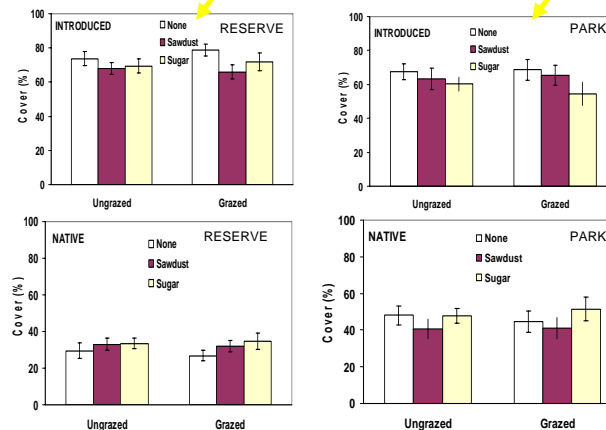 INTRODUCED
None
RESERVE
Sawdust
Sugar
Cover (%)
100
80
60
40
20
0
Ungrazed
Grazed
INTRODUCED
None
PARK
Sawdust
Sugar
Cover (%)
100
80
60
40
20
0
Ungrazed
Grazed
NATIVE
None
RESERVE
Sawdust
Sugar
Cover (%)
100
80
60
40
20
0
Ungrazed
Grazed
NATIVE
None
PARK
Sawdust
Sugar
Cover (%)
100
80
60
40
20
0
Ungrazed
Grazed